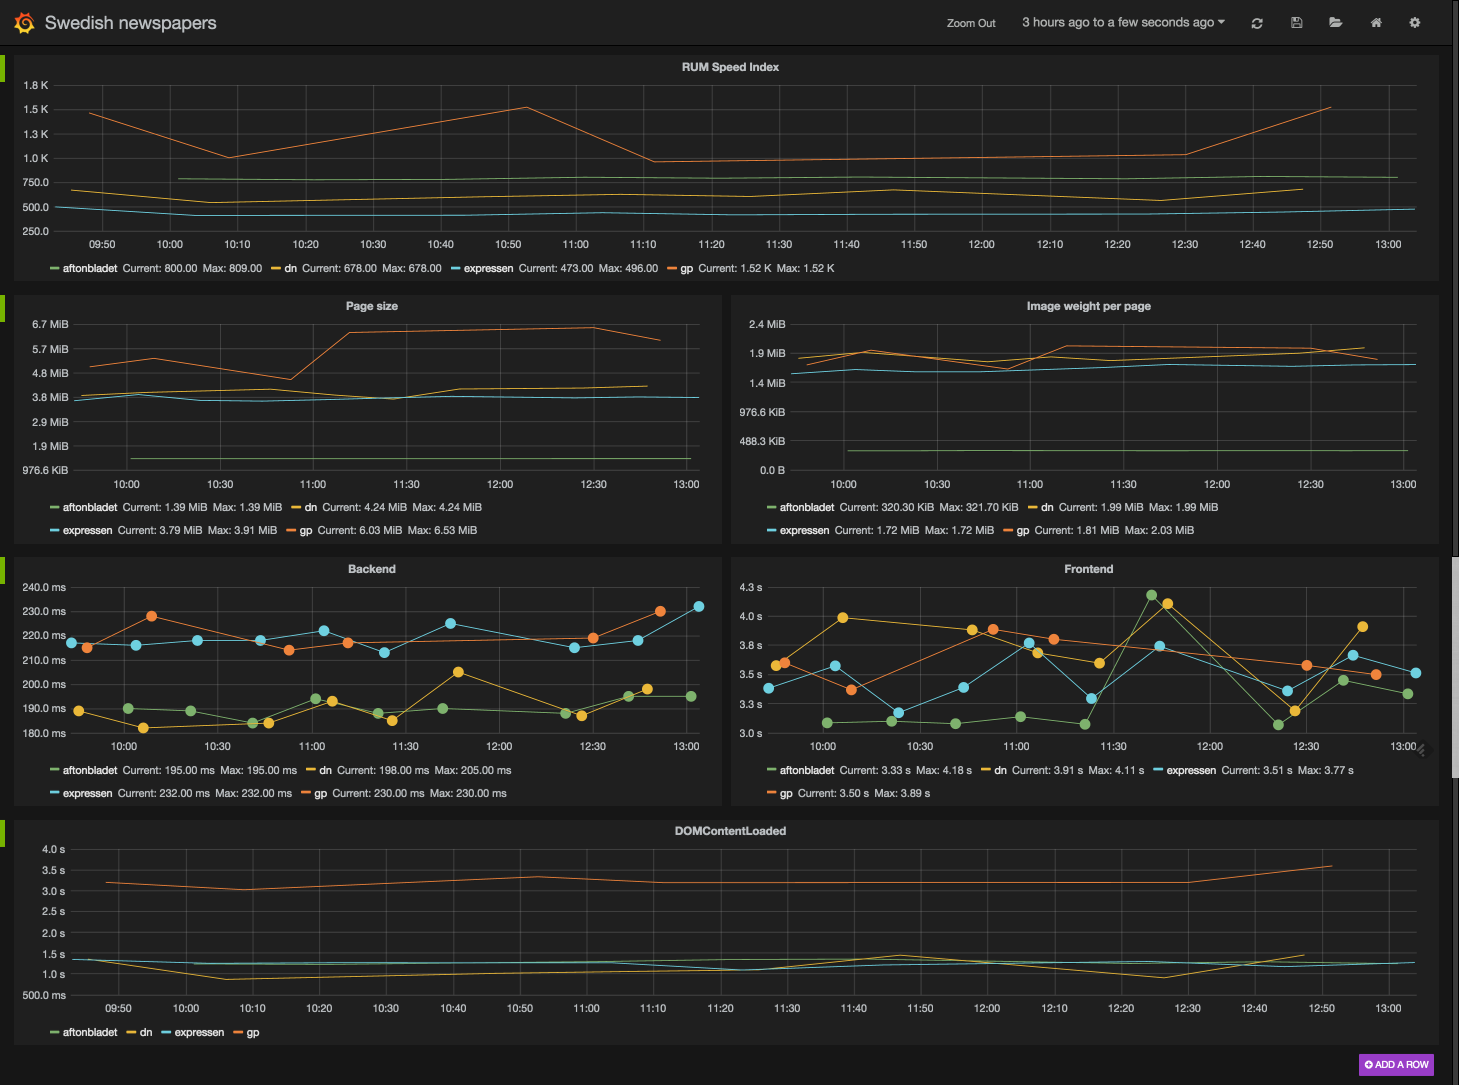 Swedish newspapers
Zoom Out 3 hours ago to a few seconds ago
RUM Speed Index
1.8 K
1.5 K
1.3 K
1.0 K
750.0
500.0
250.0
09:50 10:00 10:10 10:20 10:30 10:40 10:50 11:00 11:10 11:20 11:30 11:40 11:50 12:00 12:10 12:20 12:30 12:40 12:50 13:00
aftonbladet Current: 800.00 Max: 809.00 dn Current: 678.00 Max: 678.00 expressen Current: 473.00 Max: 496.00 gp Current: 1.52 K Max: 1.52 K
Page size
6.7 MiB
5.7 MiB
4.8 MiB
3.8 MiB
2.9 MiB
1.9 MiB
976.6 KiB
10:00 10:30 11:00 11:30 12:00 12:30 13:00
aftonbladet Current: 1.39 MiB Max: 1.39 MiB dn Current: 4.24 MiB Max: 4.24 MiB
expressen Current: 3.79 MiB Max: 3.91 MiB gp Current: 6.03 MiB Max: 6.53 MiB
Image weight per page
2.4 MiB
1.9 MiB
1.4 MiB
976.6 KiB
488.3 KiB
0.0 B
10:00 10:30 11:00 11:30 12:00 12:30 13:00
aftonbladet Current: 320.30 KiB Max: 321.70 KiB dn Current: 1.99 MiB Max: 1.99 MiB
expressen Current: 1.72 MiB Max: 1.72 MiB gp Current: 1.81 MiB Max: 2.03 MiB
Backend
240.0 ms
230.0 ms
220.0 ms
210.0 ms
200.0 ms
190.0 ms
180.0 ms
10:00 10:30 11:00 11:30 12:00 12:30 13:00
aftonbladet Current: 195.00 ms Max: 195.00 ms dn Current: 198.00 ms Max: 205.00 ms
expressen Current: 232.00 ms Max: 232.00 ms gp Current: 230.00 ms Max: 230.00 ms
Frontend
4.3 s
4.0 s
3.8 s
3.5 s
3.3 s
3.0 s
10:00 10:30 11:00 11:30 12:00 12:30 13:00
aftonbladet Current: 3.33 s Max: 4.18 s dn Current: 3.91 s Max: 4.11 s expressen Current: 3.51 s Max: 3.77 s
gp Current: 3.50 s Max: 3.89 s
DOMContentLoaded
4.0 s
3.5 s
3.0 s
2.5 s
2.0 s
1.5 s
1.0 s
500.0 ms
09:50 10:00 10:10 10:20 10:30 10:40 10:50 11:00 11:10 11:20 11:30 11:40 11:50 12:00 12:10 12:20 12:30 12:40 12:50 13:00
aftonbladet dn expressen gp
ADD A ROW